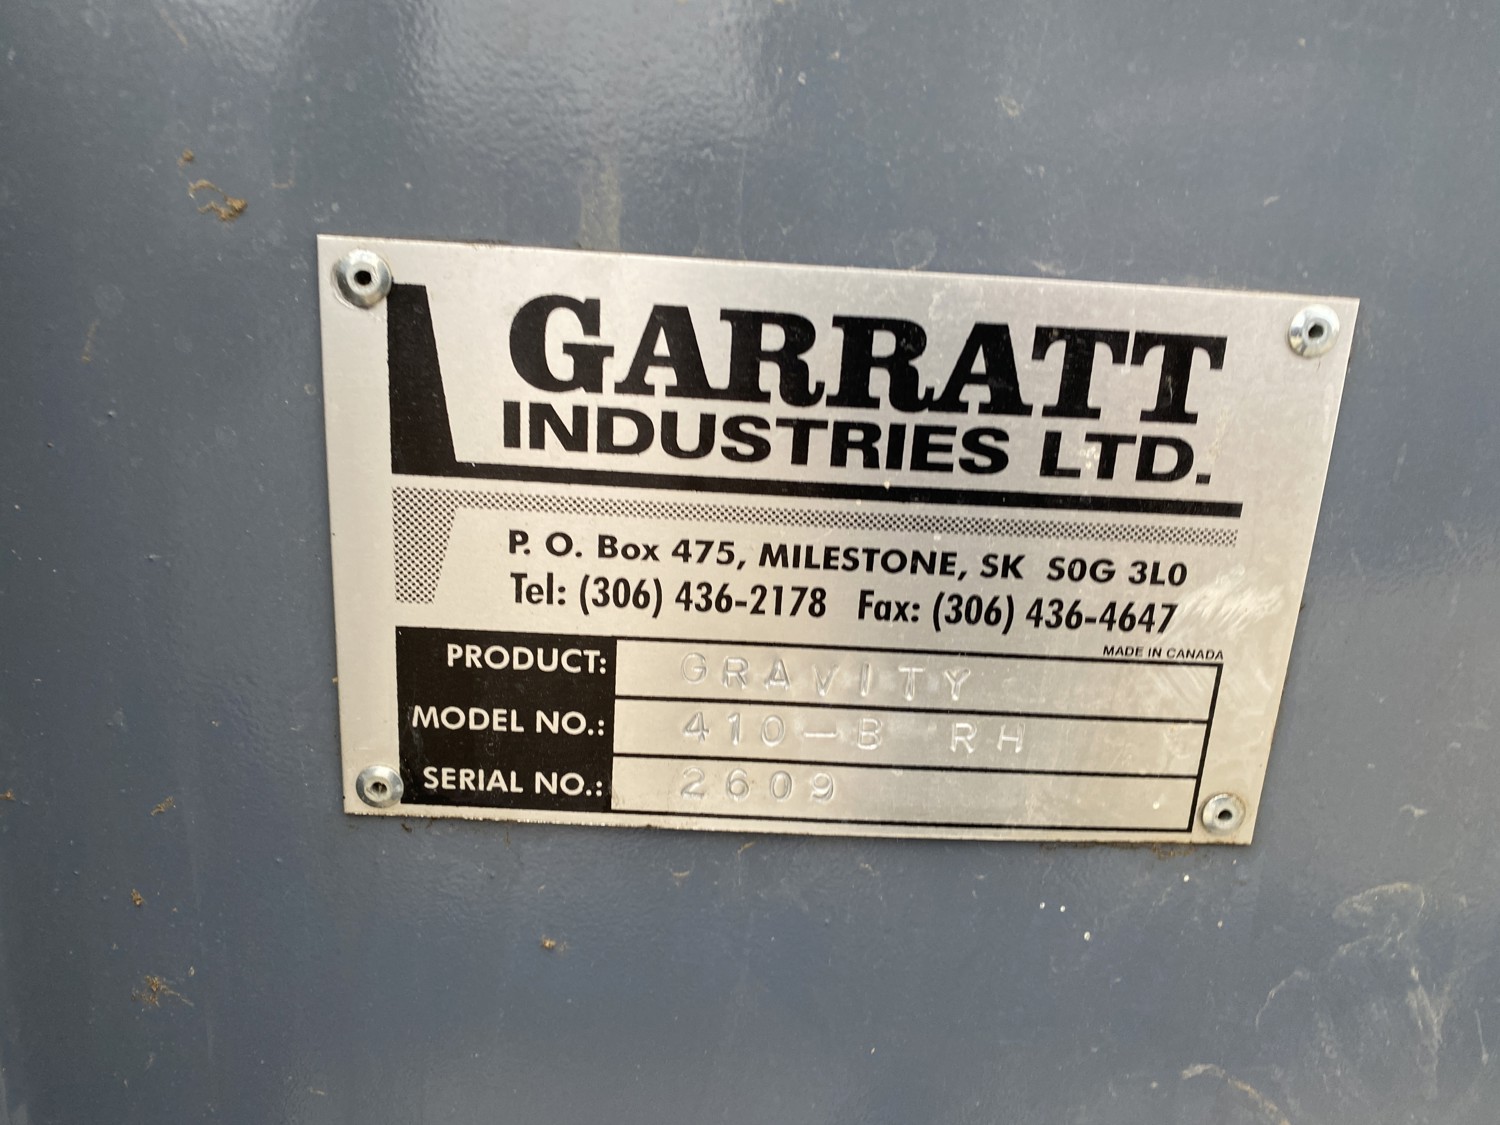 GARRATT
INDUSTRIES LTD.
P. O. Box 475, MILESTONE, SK S0G 3L0
Tel: (306) 436-2178 Fax: (306) 436-4647
MADE IN CANADA
PRODUCT: GRAVITY
MODEL NO.: 410-B RH
SERIAL NO.: 2609